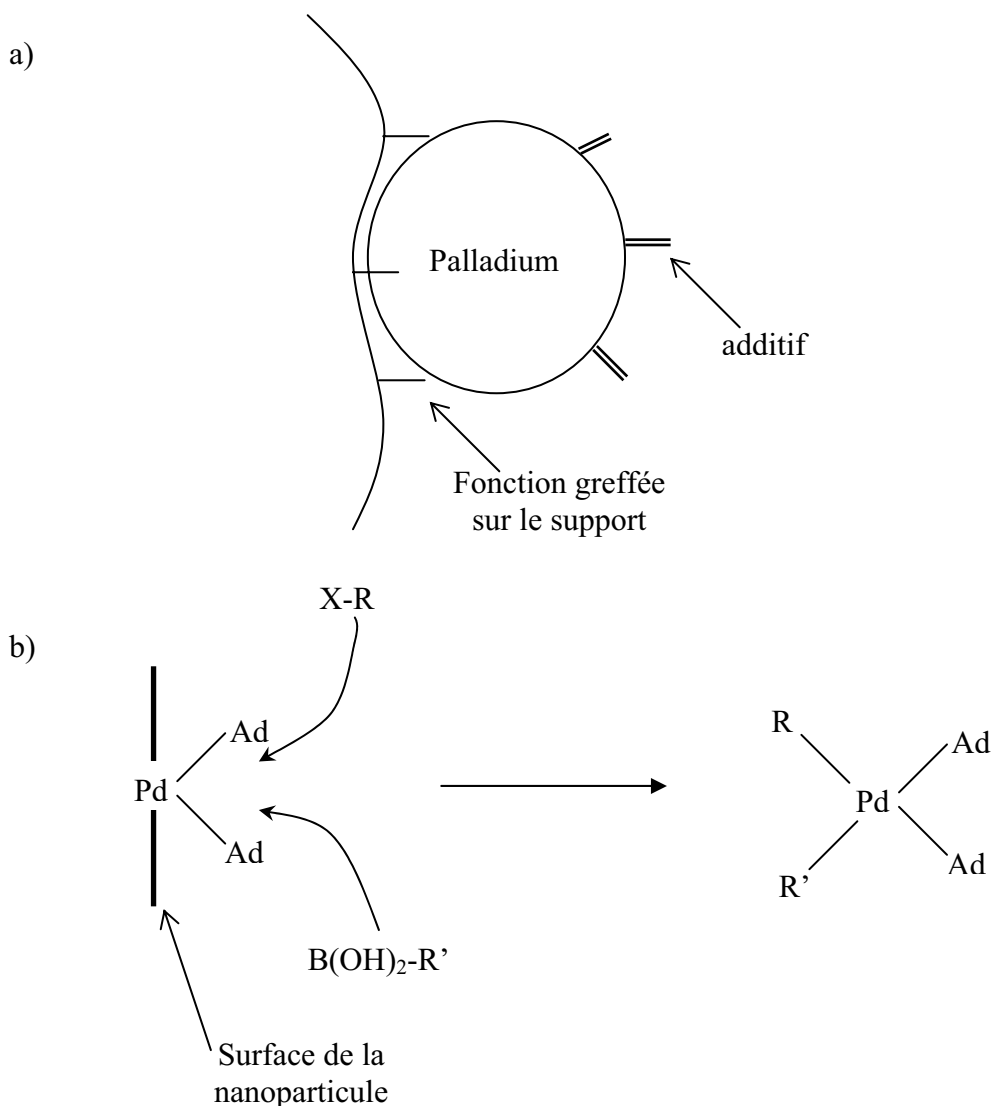 a)
Palladium
additif
Fonction greffée
sur le support
X-R
b)
Ad
Pd
Ad
B(OH)₂-R’
Surface de la
nanoparticule
R
Ad
Pd
R’
Ad